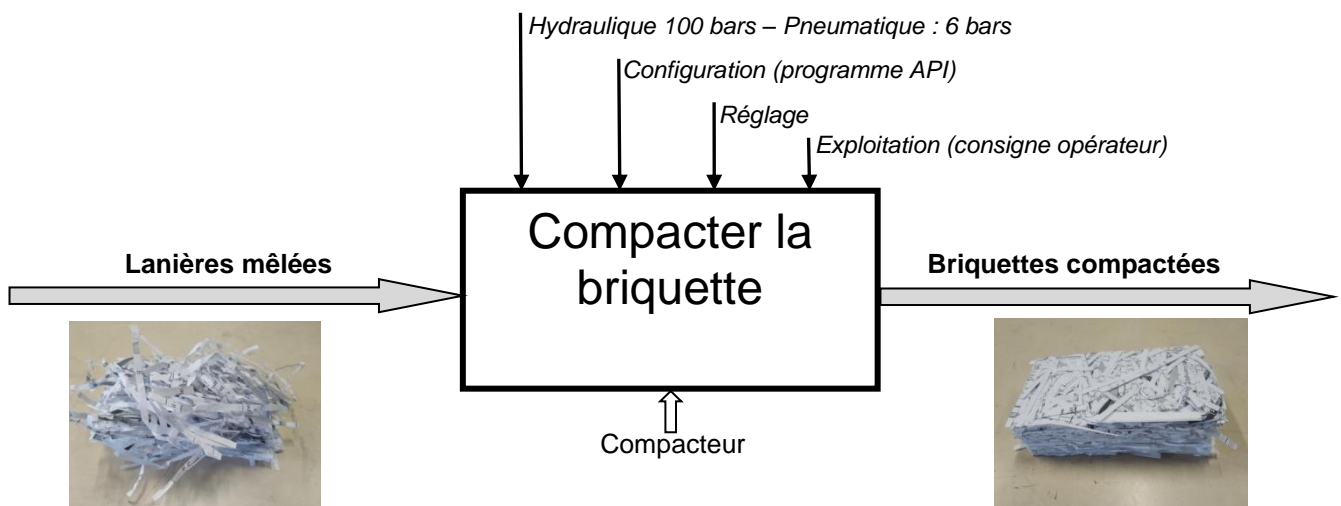 Hydraulique 100 bars – Pneumatique : 6 bars
Configuration (programme API)
Réglage
Exploitation (consigne opérateur)
Compacter la
briquette
Lanières mêlées
Briquettes compactées
Compacteur